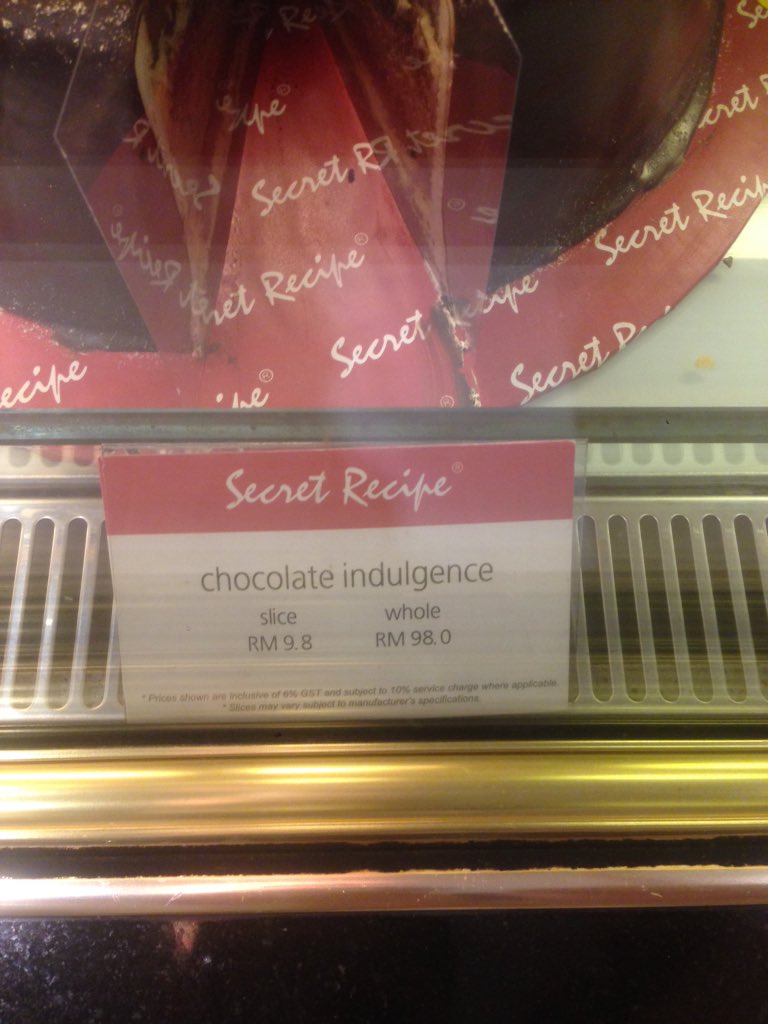 Secret Recipe®
Secret Recipe
Secret
Secret
ecipe
Secret Recipe®
chocolate indulgence
slice whole
RM 9.8 RM 98.0
* Prices shown are inclusive of 6% GST and subject to 10% service charge where applicable.
* Slices may vary subject to manufacturer's specifications.